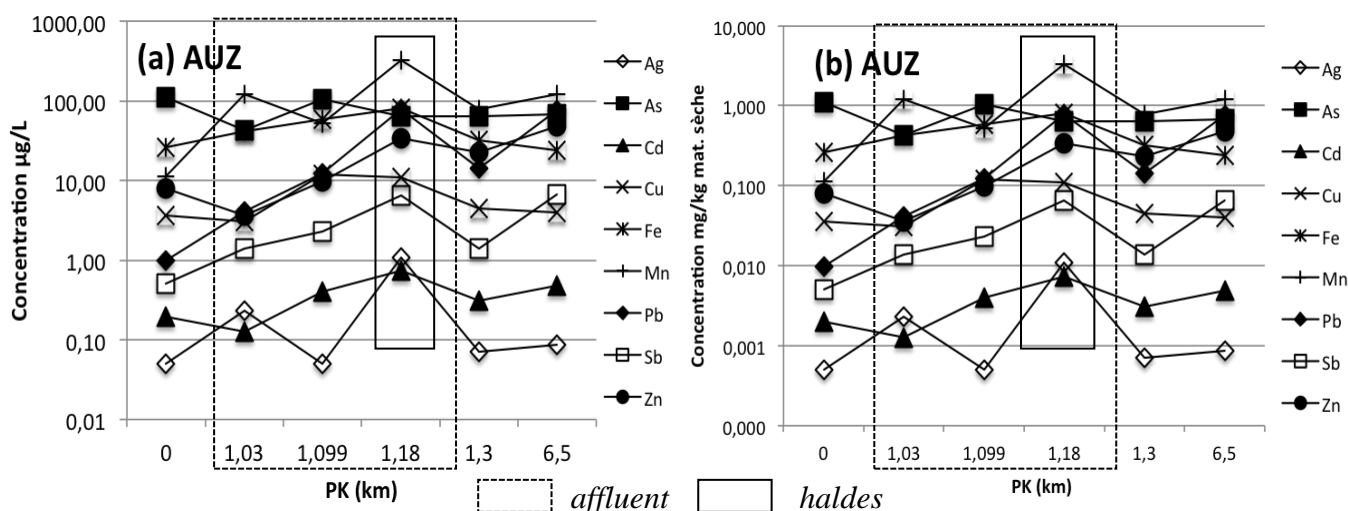 (a) AUZ
Concentration µg/L
1000,00
100,00
10,00
1,00
0,10
0,01
0 1,03 1,099 1,18 1,3 6,5
PK (km)
Ag
As
Cd
Cu
Fe
Mn
Pb
Sb
Zn
(b) AUZ
Concentration mg/kg mat. sèche
10,000
1,000
0,100
0,010
0,001
0,000
0 1,03 1,099 1,18 1,3 6,5
PK (km)
Ag
As
Cd
Cu
Fe
Mn
Pb
Sb
Zn
affluent haldes